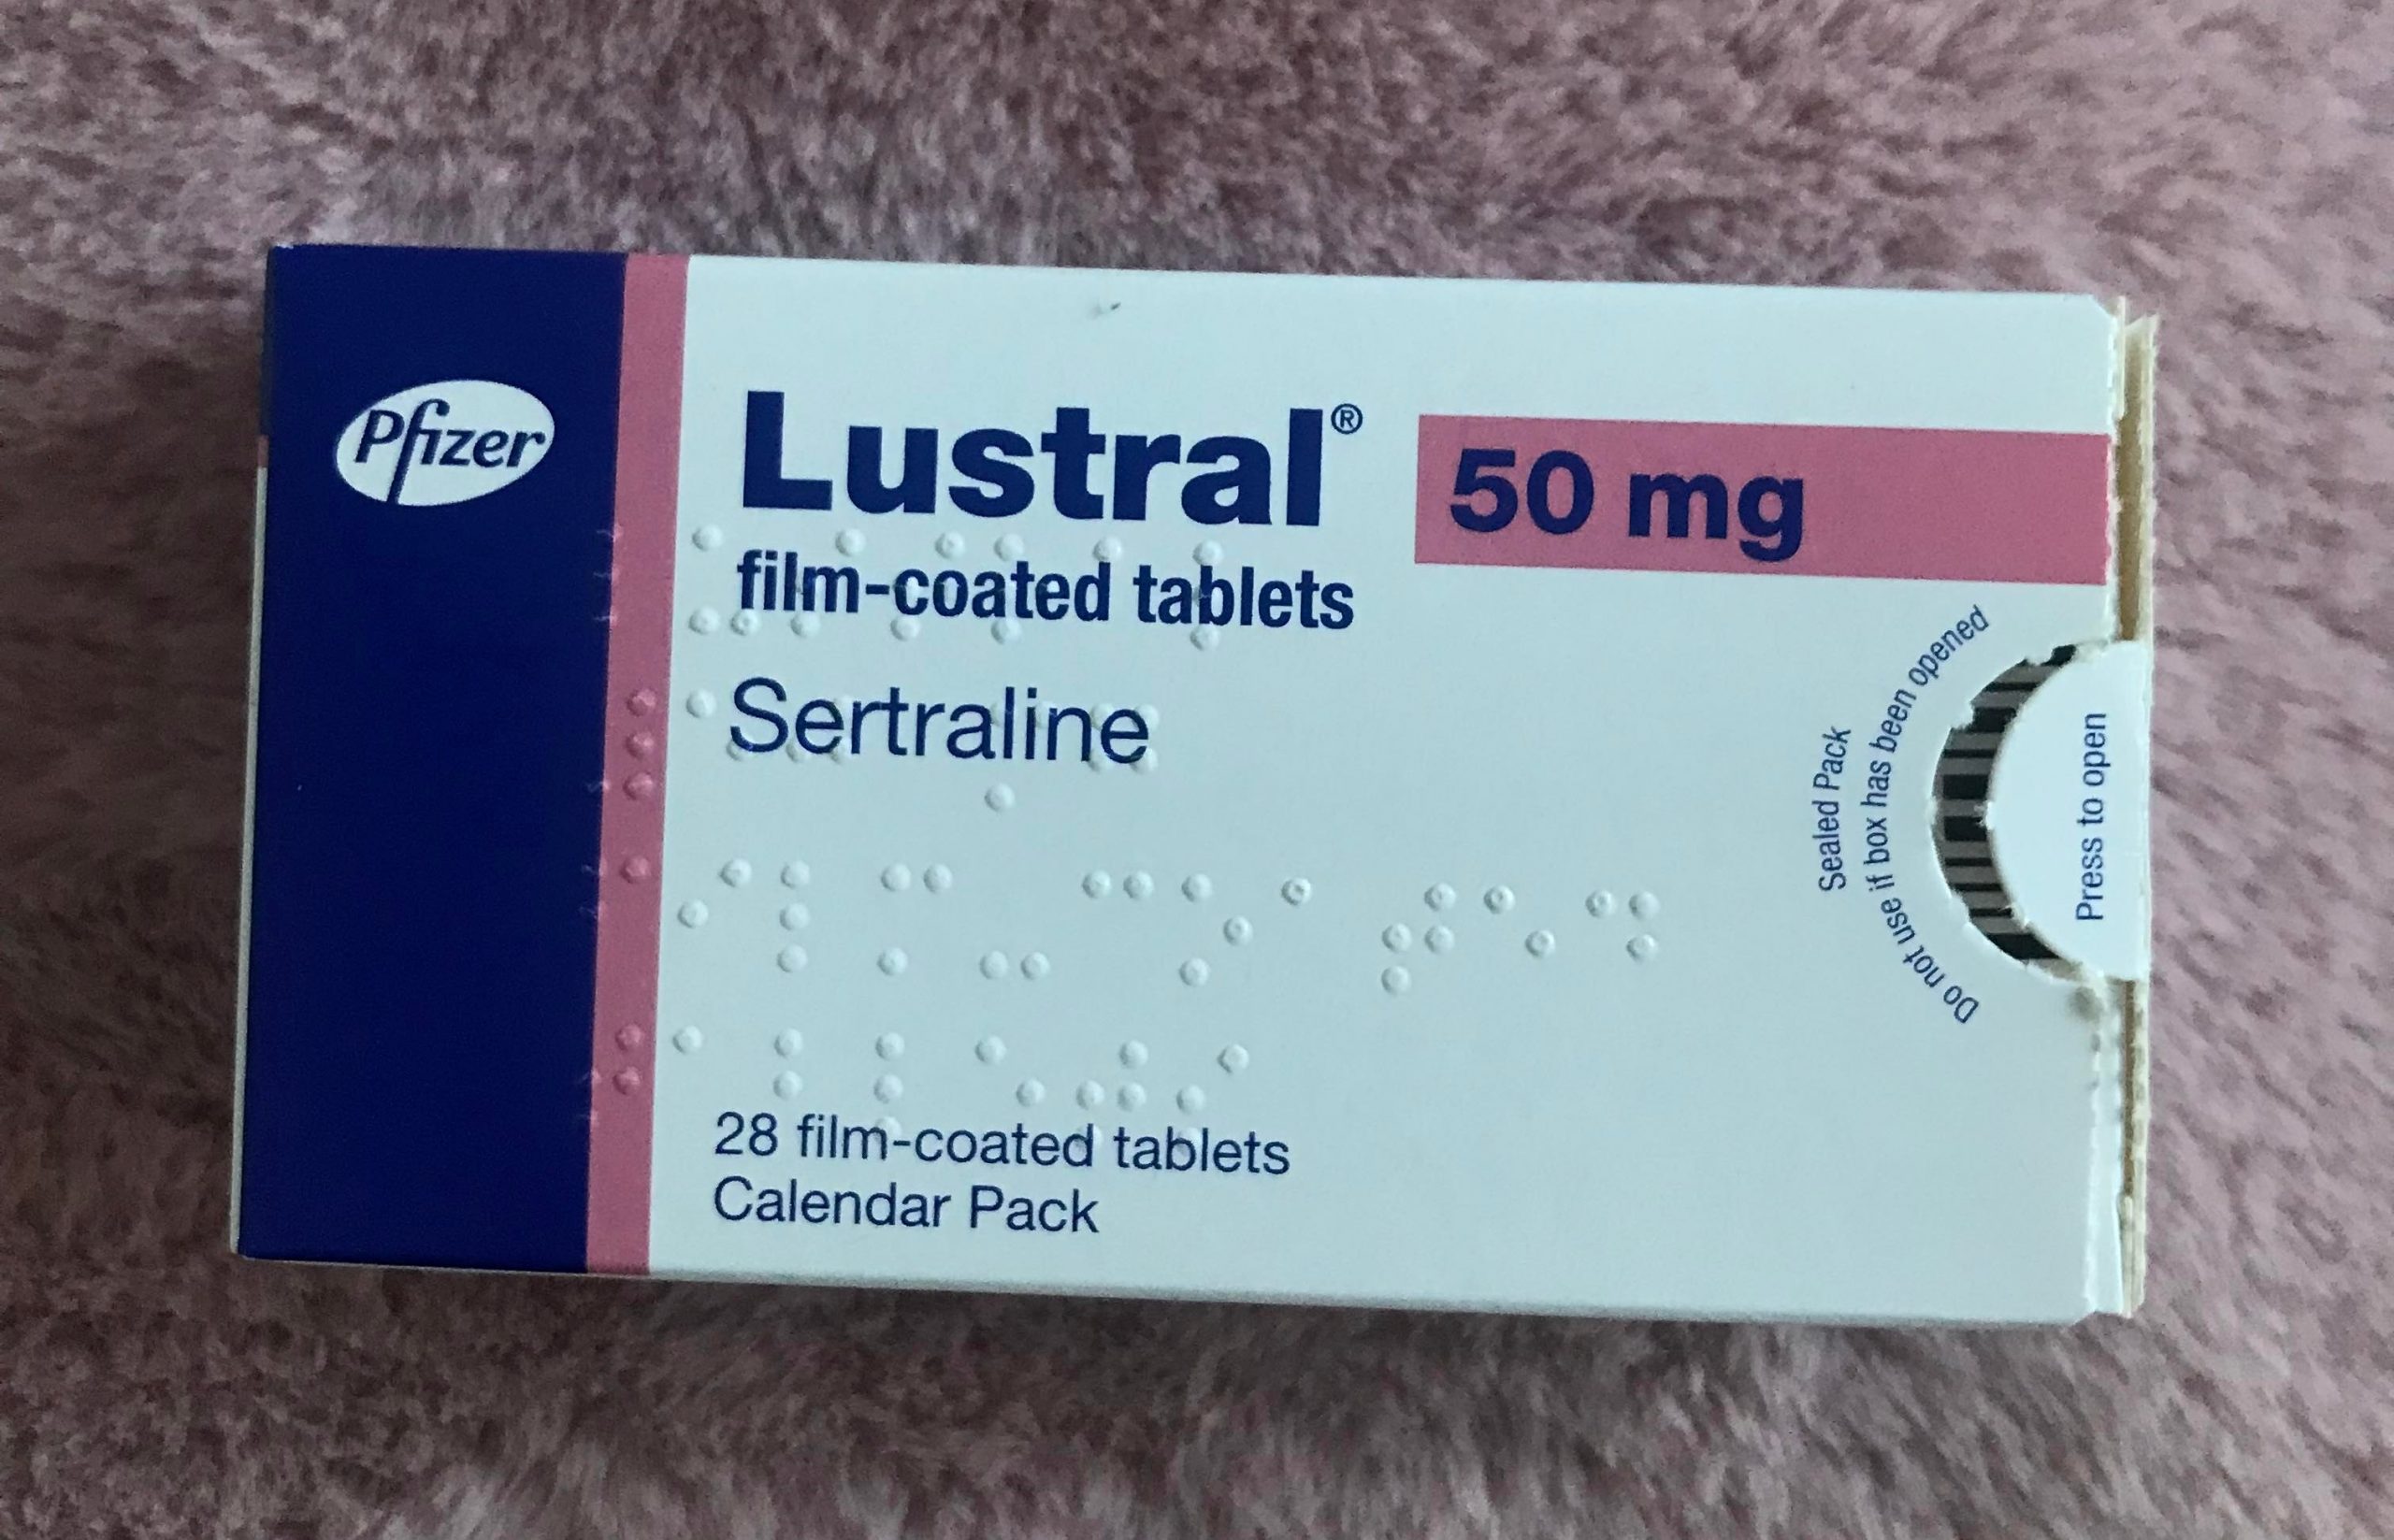 Pfizer
Lustral®
50 mg
film-coated tablets
Sertraline
28 film-coated tablets
Calendar Pack
Sealed Pack
Do not use if box has been opened
Press to open